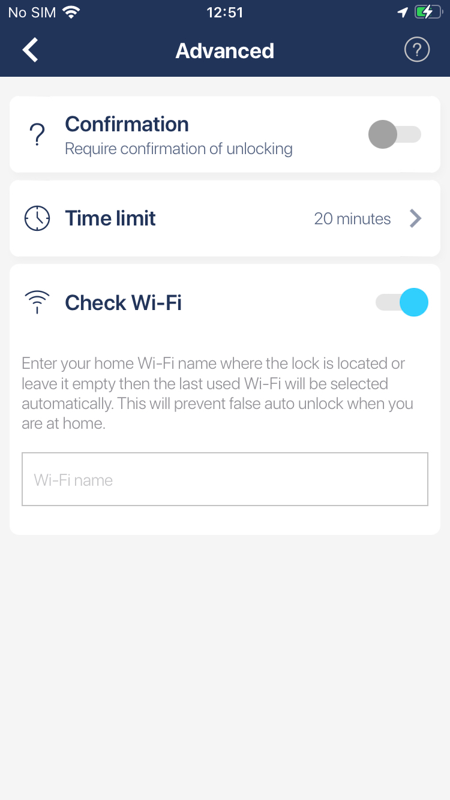 No SIM 12:51
Advanced ?
Confirmation
Require confirmation of unlocking
Time limit 20 minutes
Check Wi-Fi
Enter your home Wi-Fi name where the lock is located or
leave it empty then the last used Wi-Fi will be selected
automatically. This will prevent false auto unlock when you
are at home.
Wi-Fi name